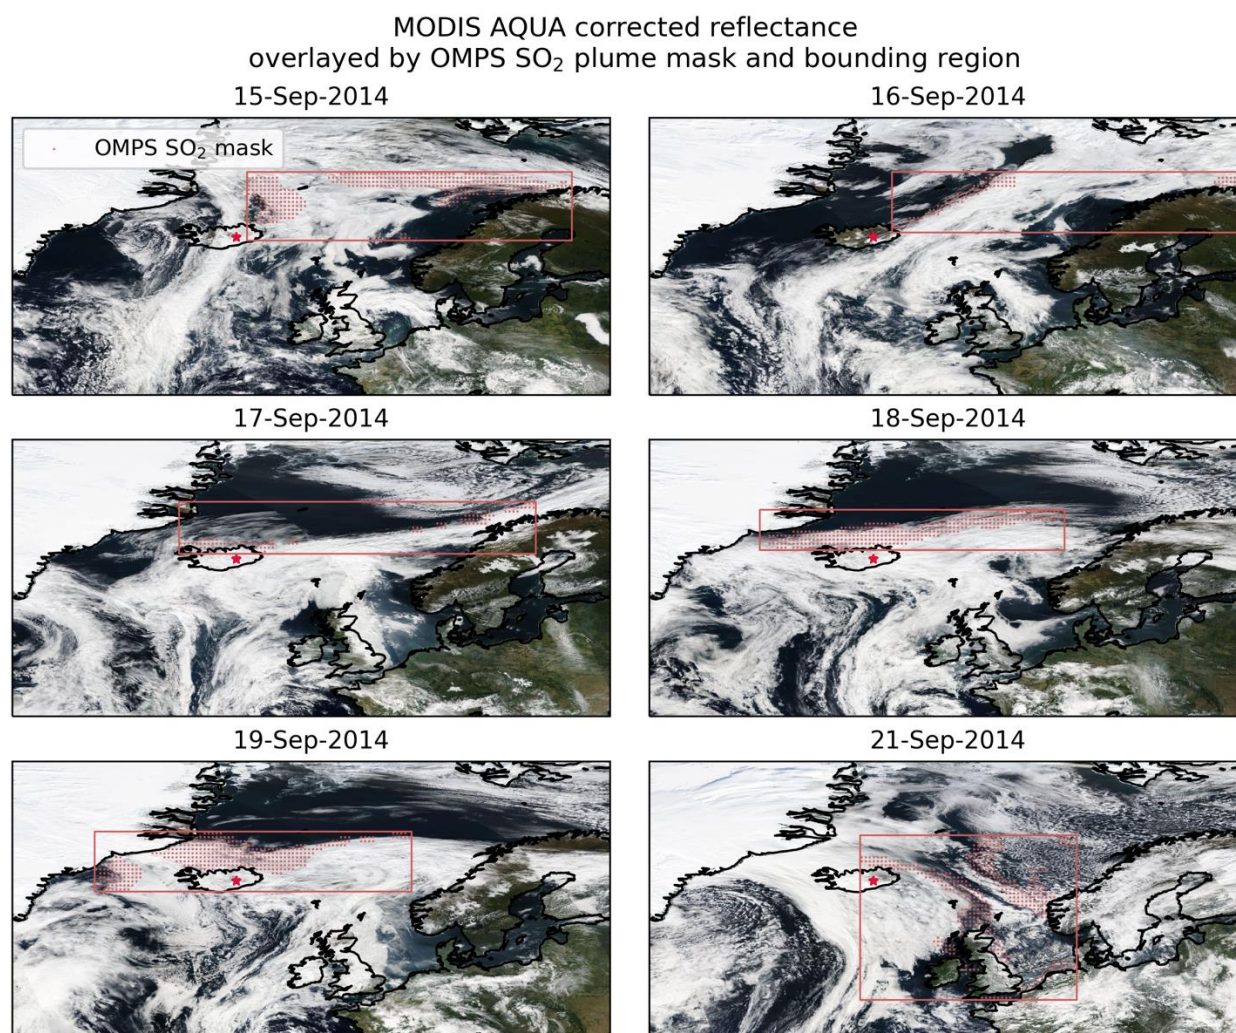 MODIS AQUA corrected reflectance
overlayed by OMPS SO₂ plume mask and bounding region
15-Sep-2014
16-Sep-2014
OMPS SO₂ mask
17-Sep-2014
18-Sep-2014
19-Sep-2014
21-Sep-2014